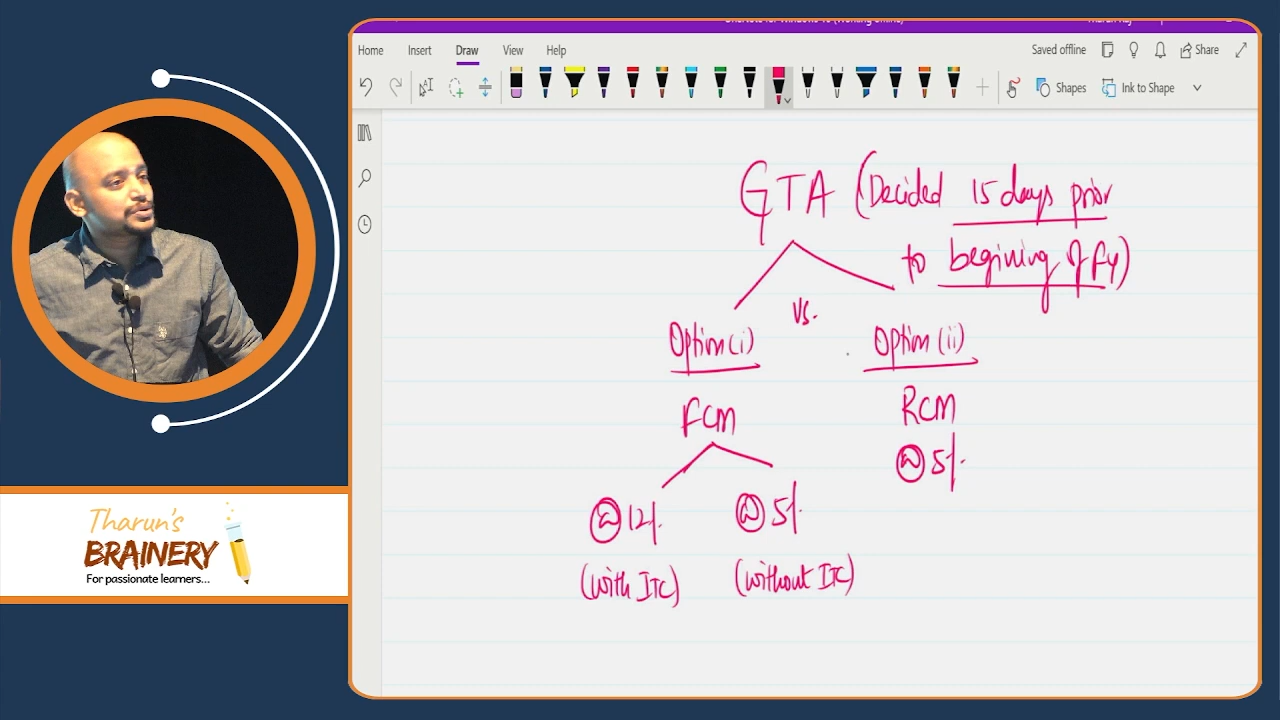 Home Insert Draw View Help Saved offline Share
Shapes Ink to Shape
GTA (Decided 15 days prior
to begining of FY)
Vs.
Option (i) Option (ii)
FCM RCM
@ 5%
@ 12% @ 5%
(with ITC) (without ITC)
Tharun's
BRAINERY
For passionate learners...